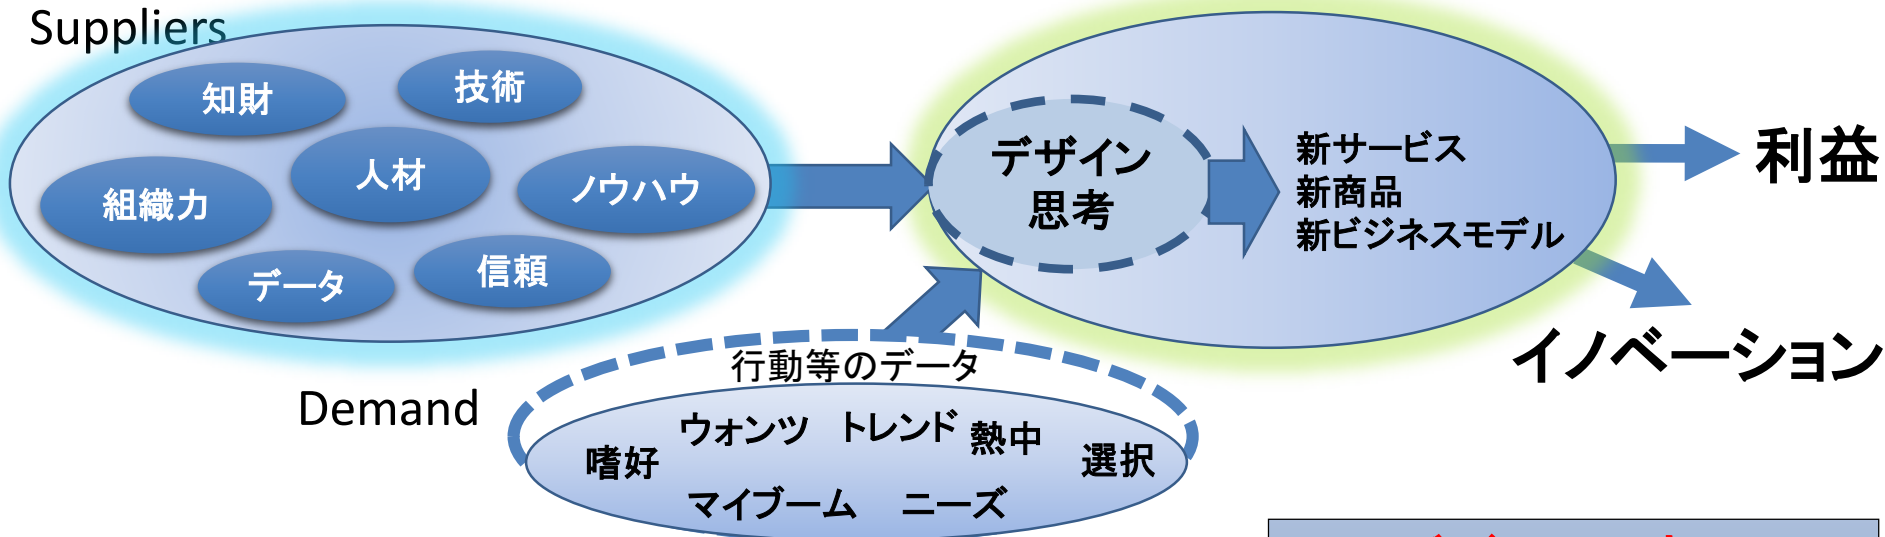 Suppliers
知財
技術
人材
組織力
ノウハウ
データ
信頼
デザイン
思考
新サービス
新商品
新ビジネスモデル
利益
イノベーション
Demand
行動等のデータ
嗜好
ウォンツ
トレンド
熱中
選択
マイブーム
ニーズ